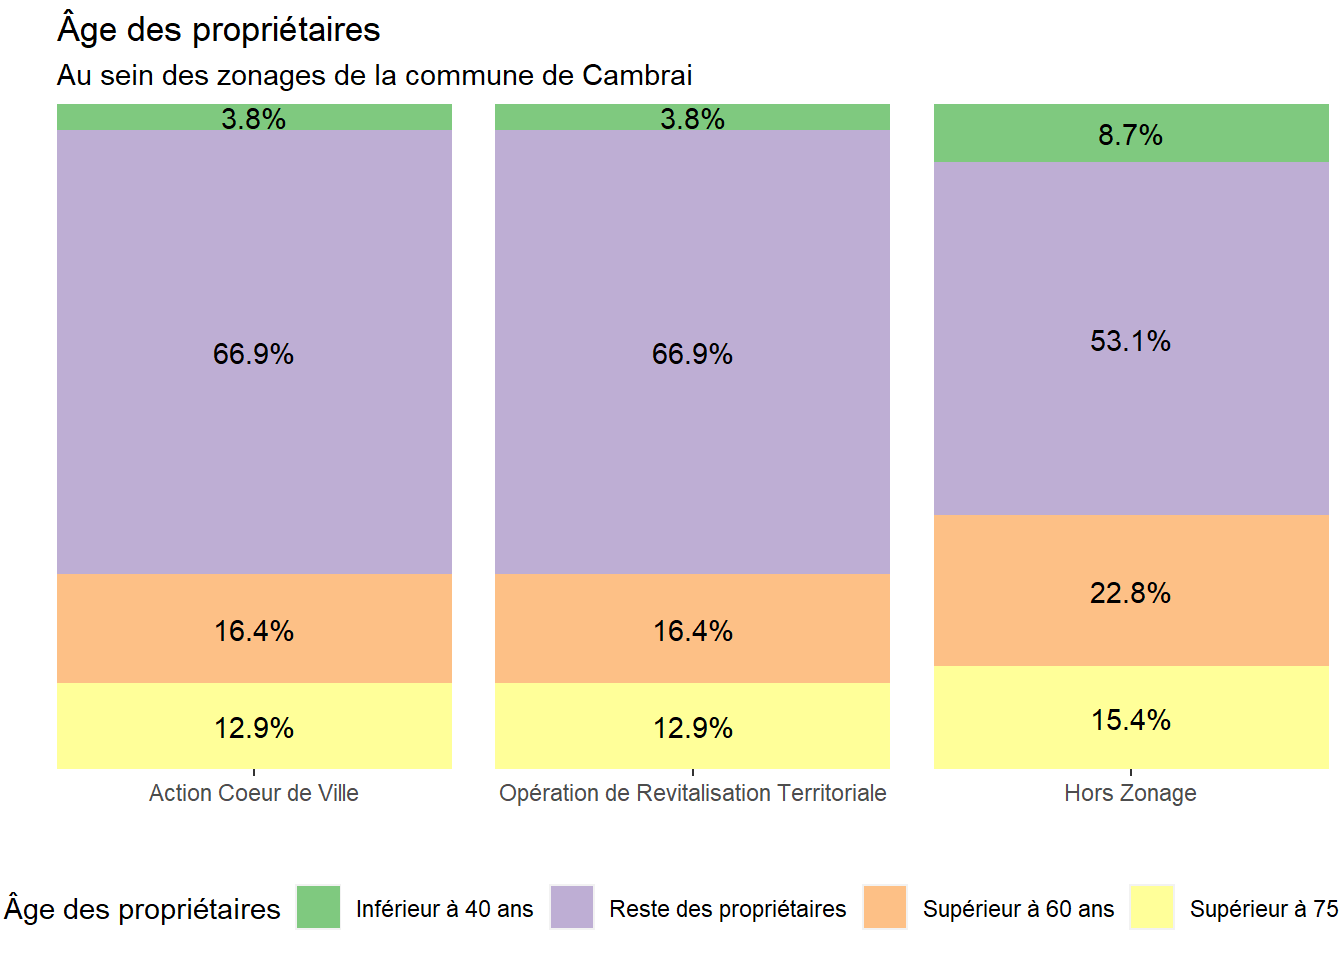 Âge des propriétaires
Au sein des zonages de la commune de Cambrai
3.8% 3.8% 8.7%
66.9% 66.9% 53.1%
16.4% 16.4% 22.8%
12.9% 12.9% 15.4%
Action Coeur de Ville Opération de Revitalisation Territoriale Hors Zonage
Âge des propriétaires Inférieur à 40 ans Reste des propriétaires Supérieur à 60 ans Supérieur à 75